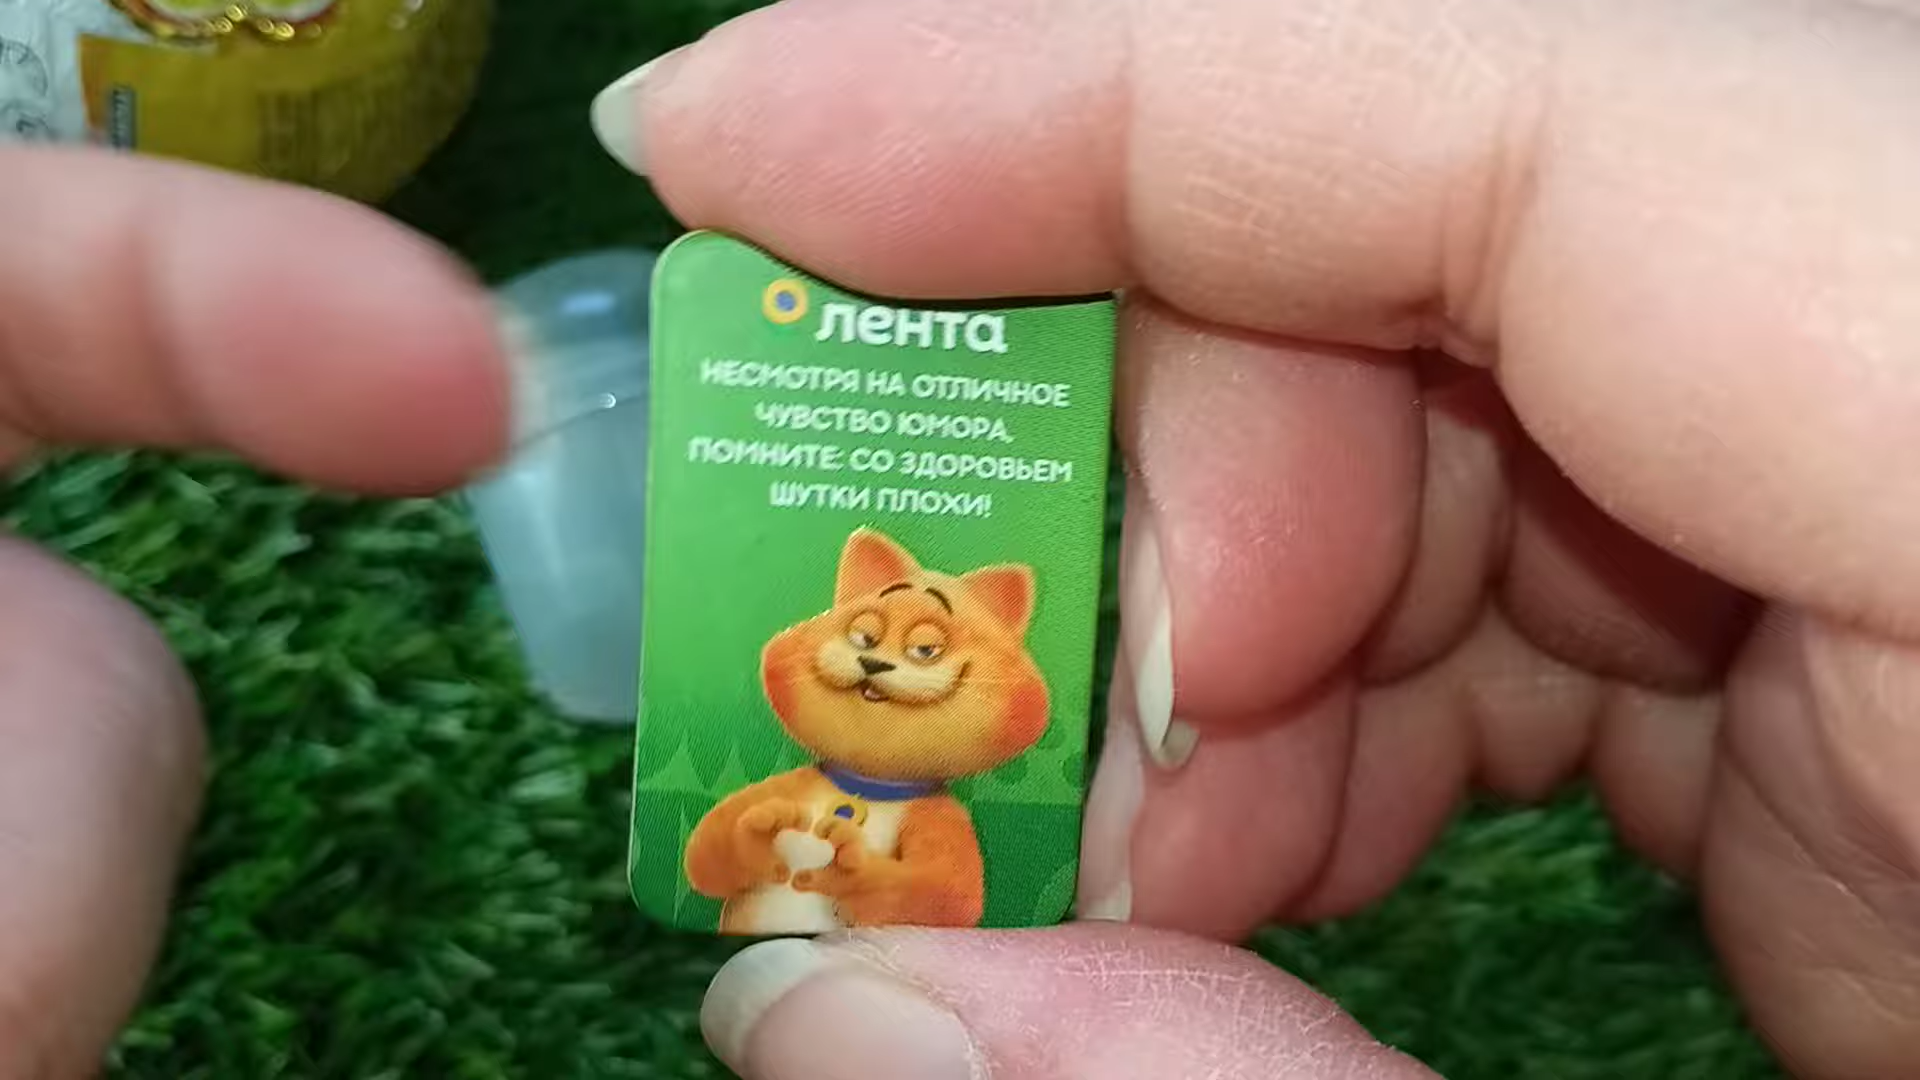 лента
НЕСМОТРЯ НА ОТЛИЧНОЕ
ЧУВСТВО ЮМОРА,
ПОМНИТЕ: СО ЗДОРОВЬЕМ
ШУТКИ ПЛОХИ!